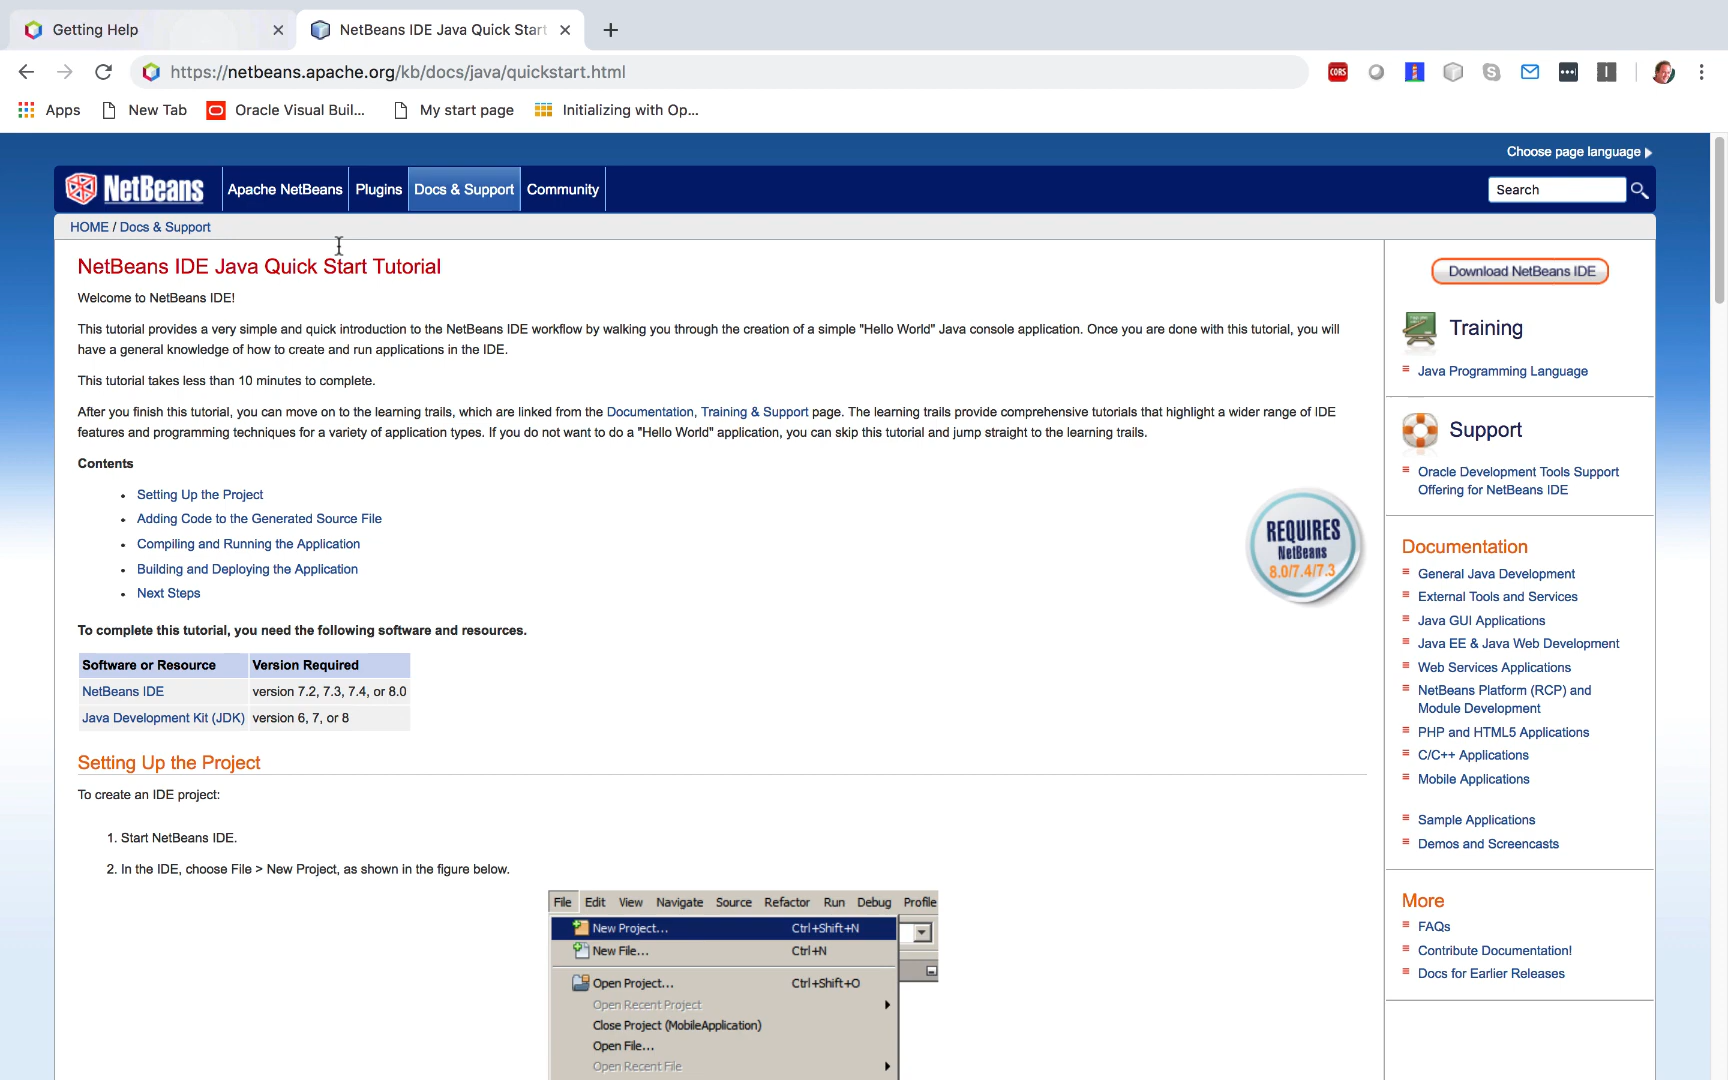 Getting Help
NetBeans IDE Java Quick Start
https://netbeans.apache.org/kb/docs/java/quickstart.html
CORS
Apps
New Tab
Oracle Visual Buil...
My start page
Initializing with Op...
Choose page language
NetBeans
Apache NetBeans
Plugins
Docs & Support
Community
Search
HOME / Docs & Support
NetBeans IDE Java Quick Start Tutorial
Welcome to NetBeans IDE!
This tutorial provides a very simple and quick introduction to the NetBeans IDE workflow by walking you through the creation of a simple "Hello World" Java console application. Once you are done with this tutorial, you will
have a general knowledge of how to create and run applications in the IDE.
This tutorial takes less than 10 minutes to complete.
After you finish this tutorial, you can move on to the learning trails, which are linked from the Documentation, Training & Support page. The learning trails provide comprehensive tutorials that highlight a wider range of IDE
features and programming techniques for a variety of application types. If you do not want to do a "Hello World" application, you can skip this tutorial and jump straight to the learning trails.
Contents
Setting Up the Project
Adding Code to the Generated Source File
Compiling and Running the Application
Building and Deploying the Application
Next Steps
REQUIRES
NetBeans
8.0/7.4/7.3
To complete this tutorial, you need the following software and resources.
Software or Resource Version Required
NetBeans IDE version 7.2, 7.3, 7.4, or 8.0
Java Development Kit (JDK) version 6, 7, or 8
Setting Up the Project
To create an IDE project:
1. Start NetBeans IDE.
2. In the IDE, choose File > New Project, as shown in the figure below.
File Edit View Navigate Source Refactor Run Debug Profile
New Project... Ctrl+Shift+N
New File... Ctrl+N
Open Project... Ctrl+Shift+O
Open Recent Project
Close Project (MobileApplication)
Open File...
Open Recent File
Download NetBeans IDE
Training
Java Programming Language
Support
Oracle Development Tools Support
Offering for NetBeans IDE
Documentation
General Java Development
External Tools and Services
Java GUI Applications
Java EE & Java Web Development
Web Services Applications
NetBeans Platform (RCP) and
Module Development
PHP and HTML5 Applications
C/C++ Applications
Mobile Applications
Sample Applications
Demos and Screencasts
More
FAQs
Contribute Documentation!
Docs for Earlier Releases